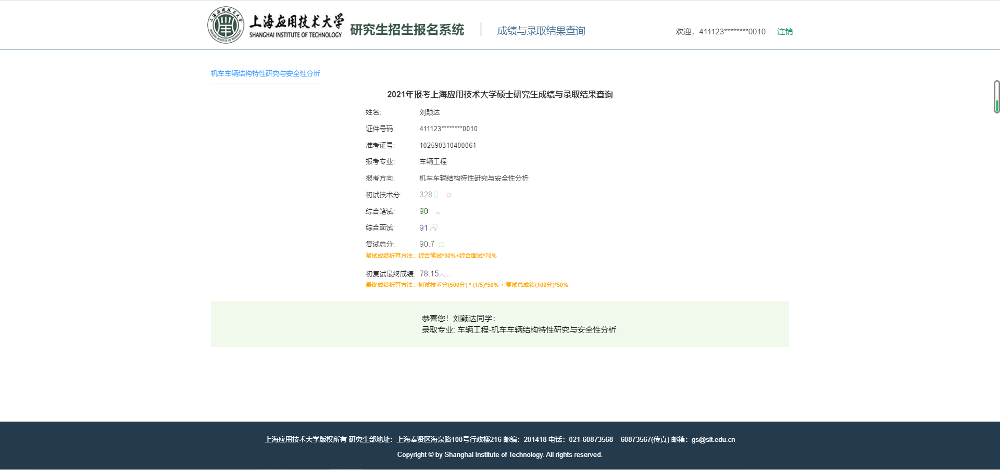 上海应用技术大学
SHANGHAI INSTITUTE OF TECHNOLOGY
研究生招生报名系统
成绩与录取结果查询
欢迎，411123********0010 注销
机车车辆结构特性研究与安全性分析
2021年报考上海应用技术大学硕士研究生成绩与录取结果查询
姓名: 刘颖达
证件号码: 411123********0010
准考证号: 102590310400061
报考专业: 车辆工程
报考方向: 机车车辆结构特性研究与安全性分析
初试技术分: 328
综合笔试: 90
综合面试: 91
复试总分: 90.7
复试成绩折算方法：综合笔试*30%+综合面试*70%
初复试最终成绩: 78.15
最终成绩折算方法：初试技术分(500分) * (1/5)*50% + 复试总成绩(100分)*50%
恭喜您！刘颖达同学：
录取专业: 车辆工程-机车车辆结构特性研究与安全性分析
上海应用技术大学版权所有 研究生部地址：上海奉贤区海泉路100号行政楼216 邮编：201418 电话：021-60873568 60873567(传真) 邮箱：gs@sit.edu.cn
Copyright © by Shanghai Institute of Technology. All rights reserved.